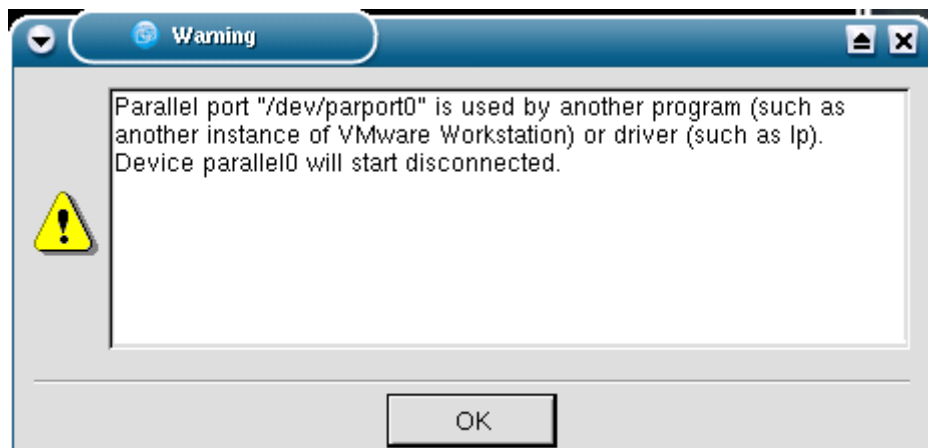 Warning
Parallel port "/dev/parport0" is used by another program (such as
another instance of VMware Workstation) or driver (such as lp).
Device parallel0 will start disconnected.
OK